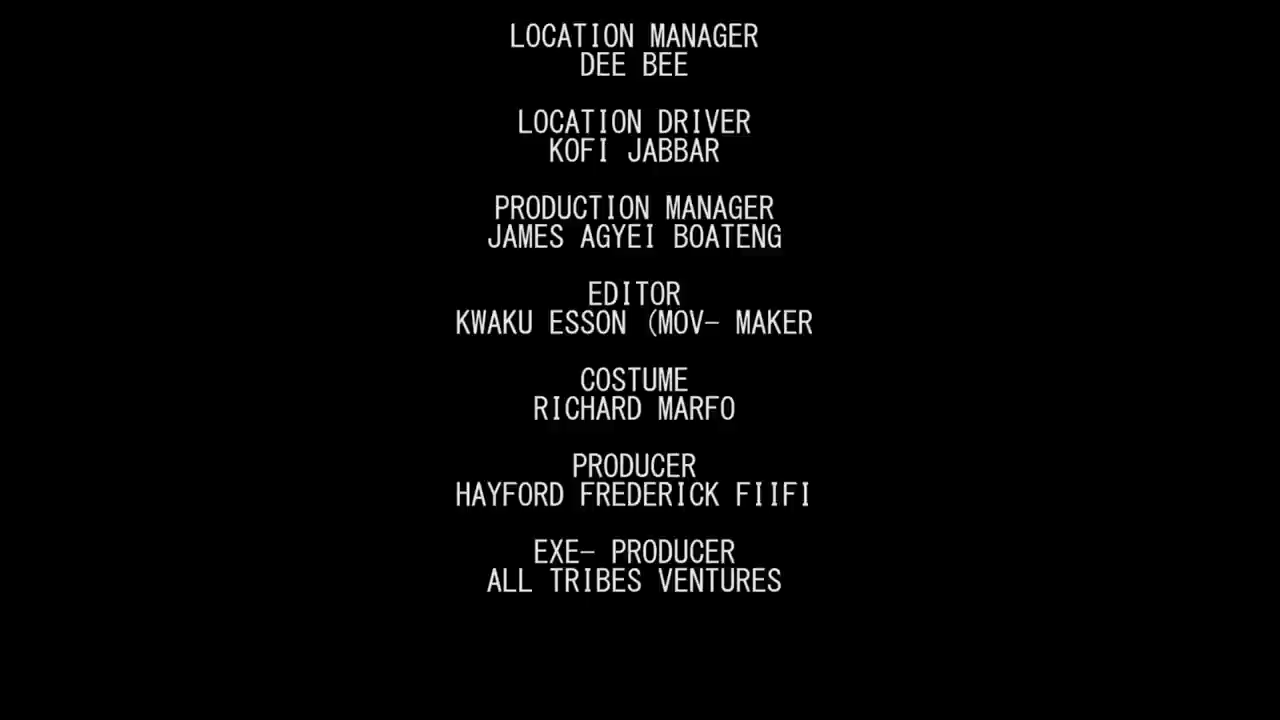 LOCATION MANAGER
DEE BEE
LOCATION DRIVER
KOFI JABBAR
PRODUCTION MANAGER
JAMES AGYEI BOATENG
EDITOR
KWAKU ESSON (MOV- MAKER
COSTUME
RICHARD MARFO
PRODUCER
HAYFORD FREDERICK FIIFI
EXE- PRODUCER
ALL TRIBES VENTURES